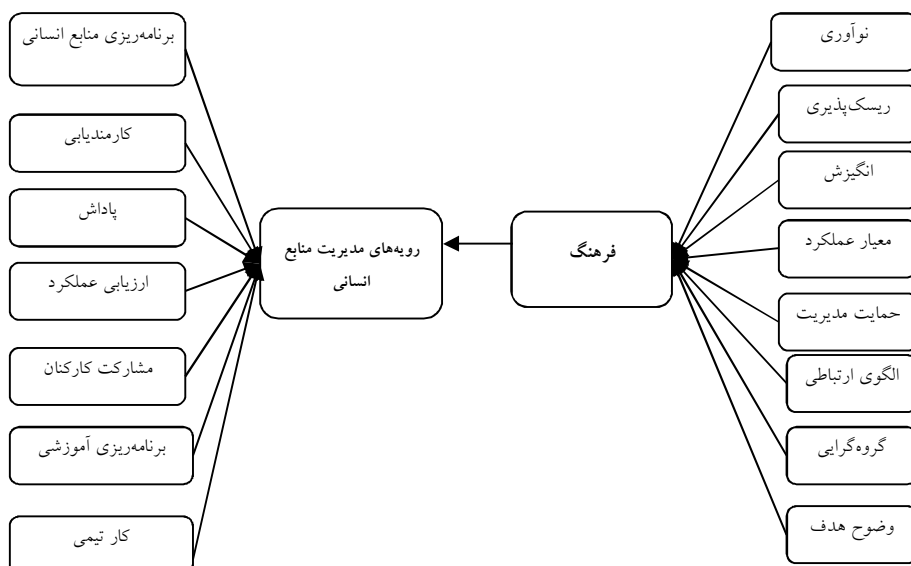 نوآوری
ریسک‌پذیری
انگیزش
معیار عملکرد
حمایت مدیریت
الگوی ارتباطی
گروه‌گرایی
وضوح هدف
فرهنگ
رویه‌های مدیریت منابع
انسانی
برنامه‌ریزی منابع انسانی
کارمندیابی
پاداش
ارزیابی عملکرد
مشارکت کارکنان
برنامه‌ریزی آموزشی
کار تیمی